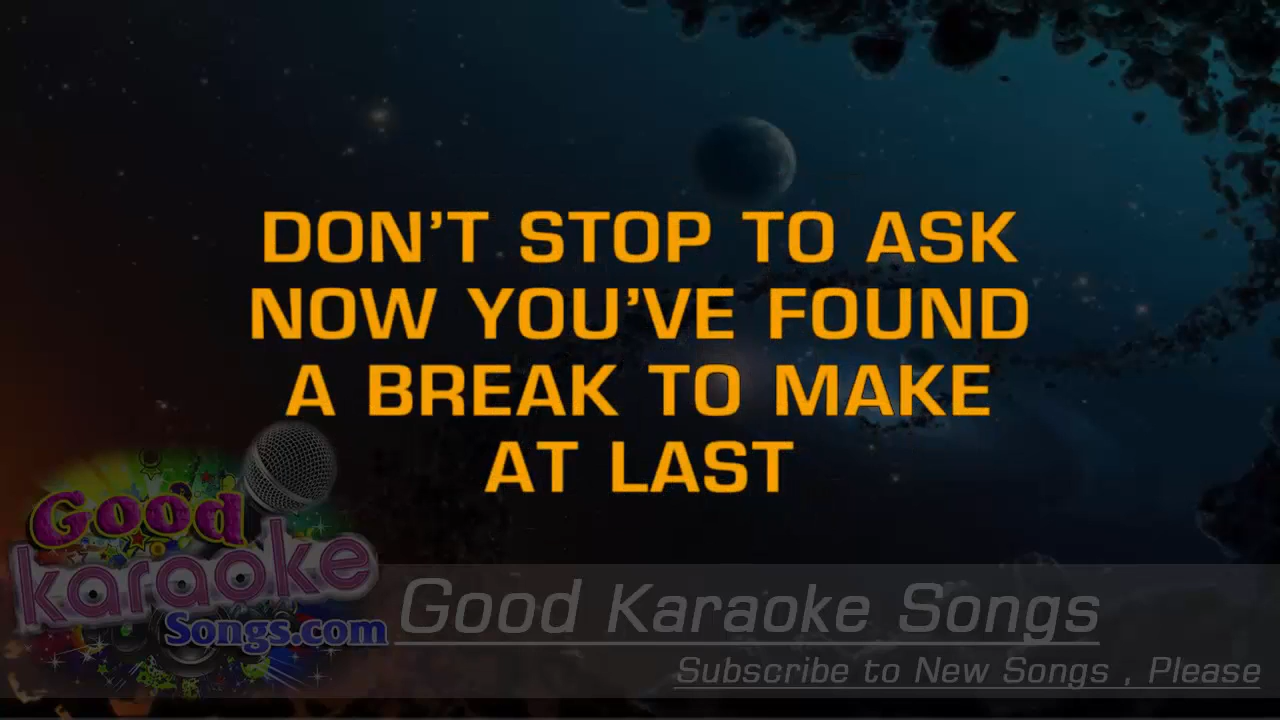 DON'T STOP TO ASK
NOW YOU'VE FOUND
A BREAK TO MAKE
AT LAST
Good
karaoke
Songs.com
Good Karaoke Songs
Subscribe to New Songs , Please